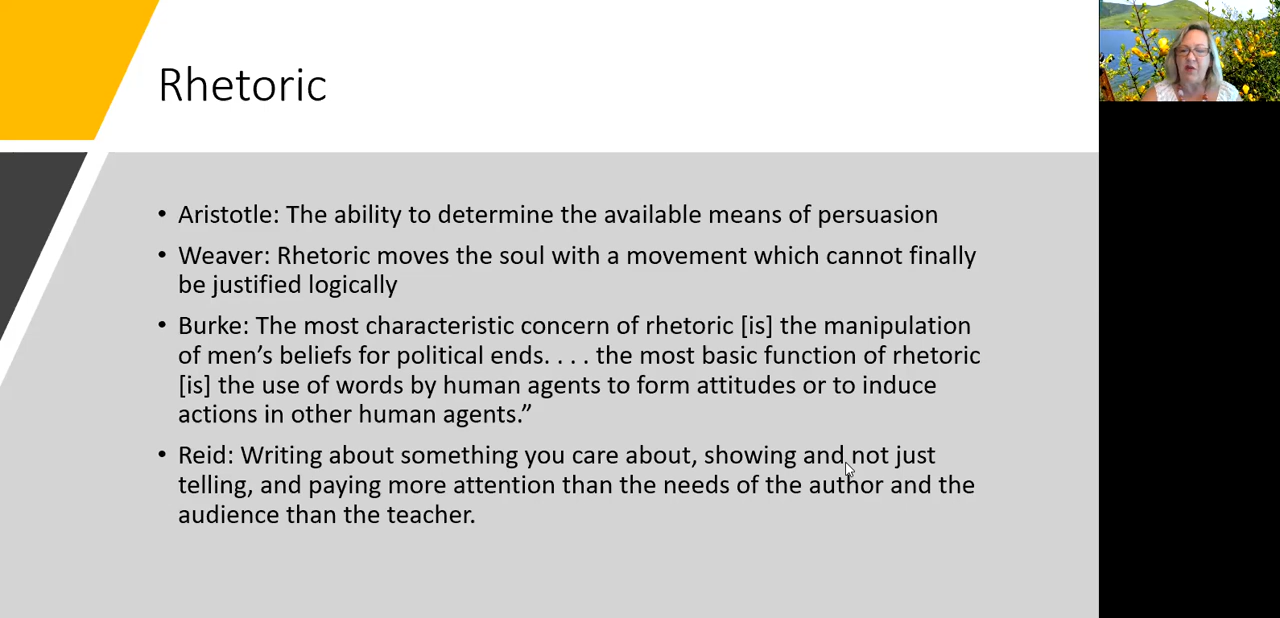 Rhetoric
• Aristotle: The ability to determine the available means of persuasion
• Weaver: Rhetoric moves the soul with a movement which cannot finally
be justified logically
• Burke: The most characteristic concern of rhetoric [is] the manipulation
of men’s beliefs for political ends. . . . the most basic function of rhetoric
[is] the use of words by human agents to form attitudes or to induce
actions in other human agents.”
• Reid: Writing about something you care about, showing and not just
telling, and paying more attention than the needs of the author and the
audience than the teacher.